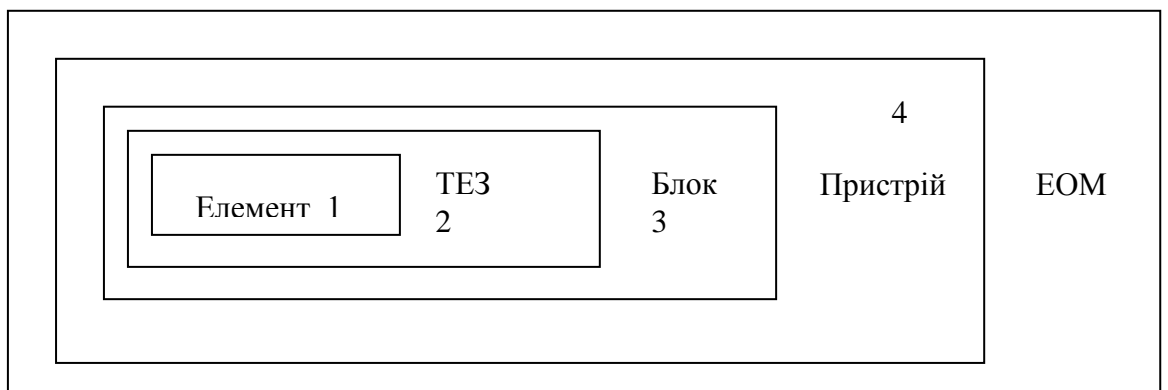 4
Елемент 1
ТЕЗ
2
Блок
3
Пристрій
ЕОМ